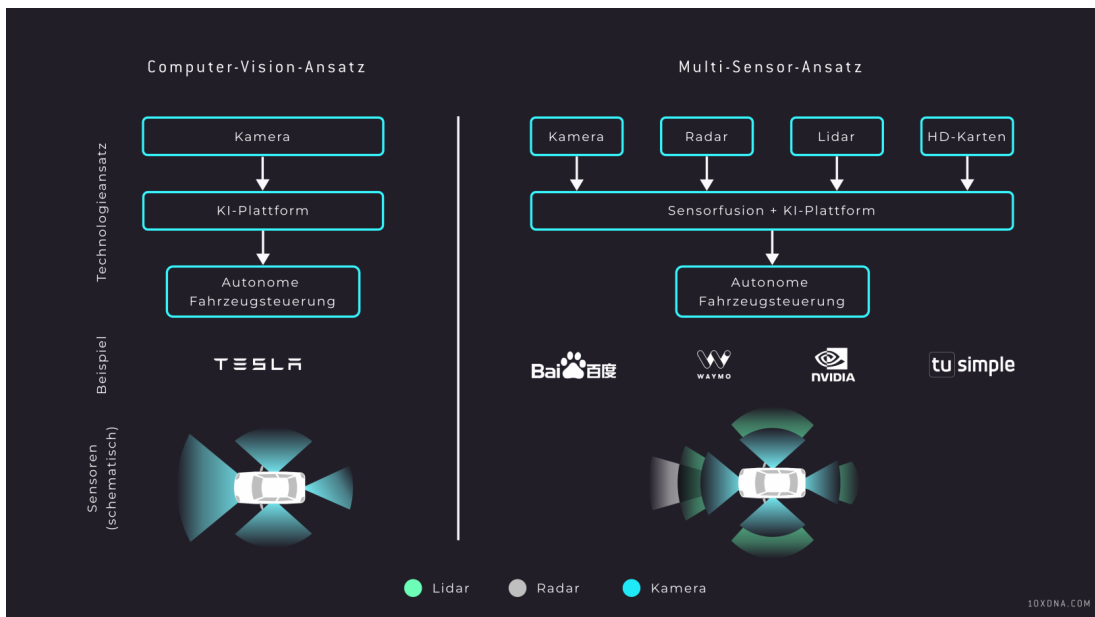 Computer-Vision-Ansatz
Multi-Sensor-Ansatz
Technologieansatz
Kamera
KI-Plattform
Autonome
Fahrzeugsteuerung
Kamera
Radar
Lidar
HD-Karten
Sensorfusion + KI-Plattform
Autonome
Fahrzeugsteuerung
Beispiel
TESLA
Bai百度
WAYMO
NVIDIA
tu simple
Sensoren
(schematisch)
Lidar
Radar
Kamera
10XDNA.COM